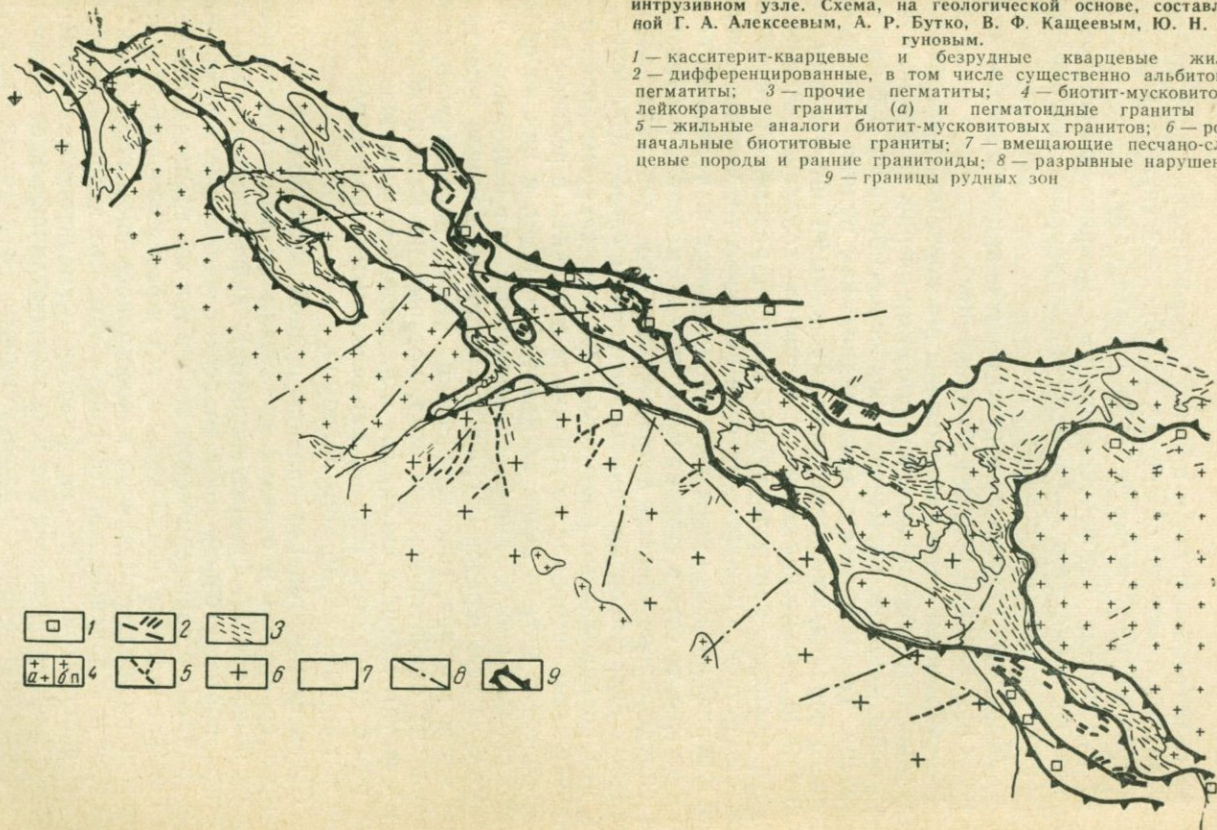 интрузивном узле. Схема, на геологической основе, составл
ной Г. А. Алексеевым, А. Р. Бутко, В. Ф. Кащеевым, Ю. Н.
гуновым.
1 — касситерит-кварцевые и безрудные кварцевые жи
2 — дифференцированные, в том числе существенно альбито
пегматиты; 3 — прочие пегматиты; 4 — биотит-мусковито
лейкократовые граниты (а) и пегматоидные граниты
5 — жильные аналоги биотит-мусковитовых гранитов; 6 — ро
начальные биотитовые граниты; 7 — вмещающие песчано-сл
цевые породы и ранние гранитоиды; 8 — разрывные нарушен
9 — границы рудных зон
1 2 3
а б п 4 5 6 7 8 9